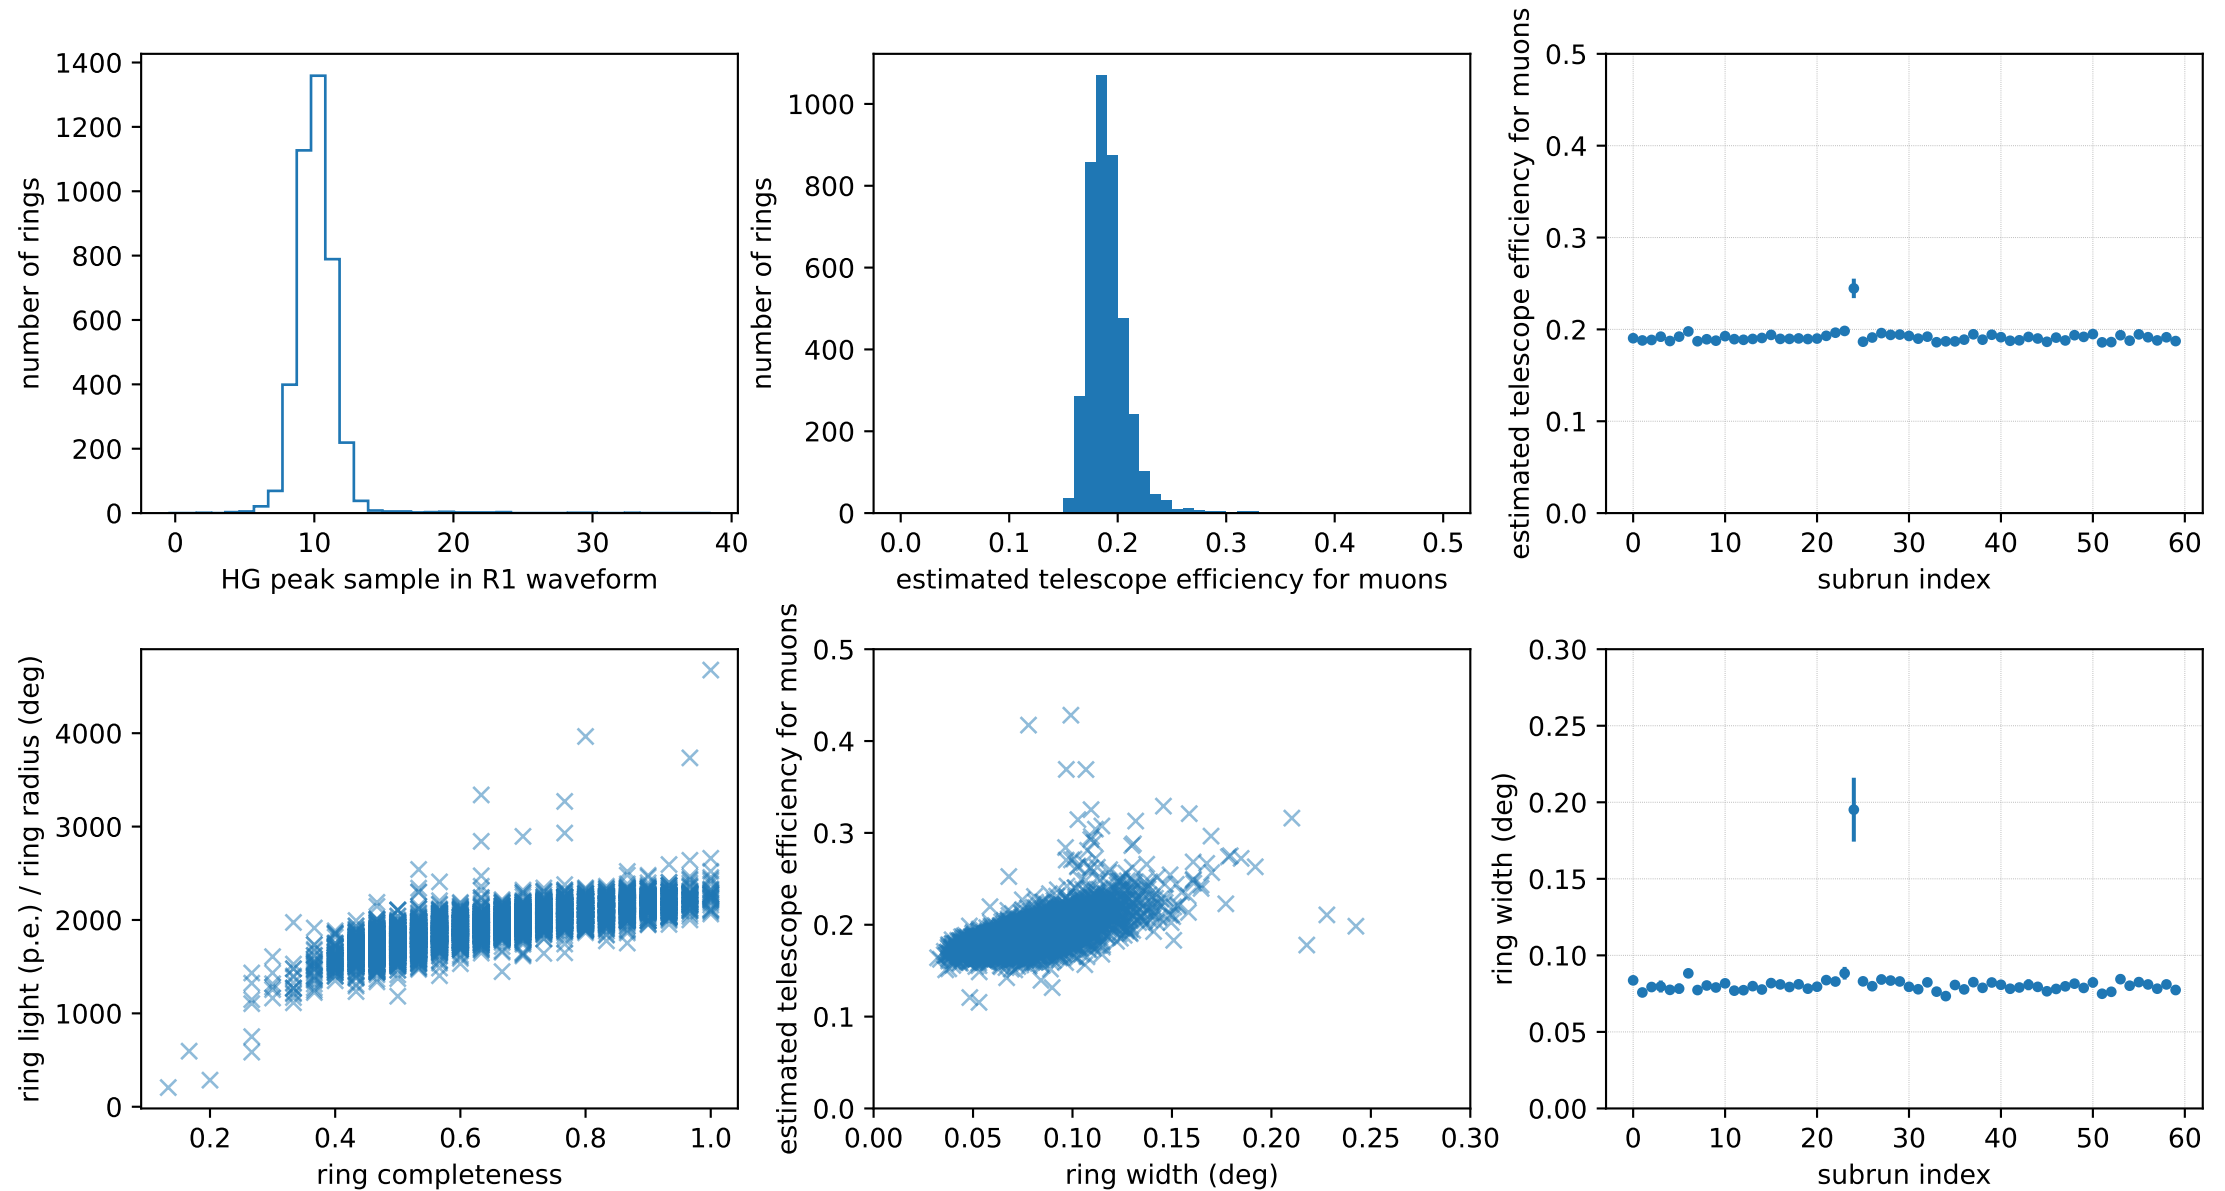 number of rings
1400
1200
1000
800
600
400
200
0
0 10 20 30 40
HG peak sample in R1 waveform
number of rings
1000
800
600
400
200
0
0.0 0.1 0.2 0.3 0.4 0.5
estimated telescope efficiency for muons
estimated telescope efficiency for muons
0.5
0.4
0.3
0.2
0.1
0.0
0 10 20 30 40 50 60
subrun index
ring light (p.e.) / ring radius (deg)
4000
3000
2000
1000
0
0.2 0.4 0.6 0.8 1.0
ring completeness
estimated telescope efficiency for muons
0.5
0.4
0.3
0.2
0.1
0.0
0.00 0.05 0.10 0.15 0.20 0.25 0.30
ring width (deg)
ring width (deg)
0.30
0.25
0.20
0.15
0.10
0.05
0.00
0 10 20 30 40 50 60
subrun index